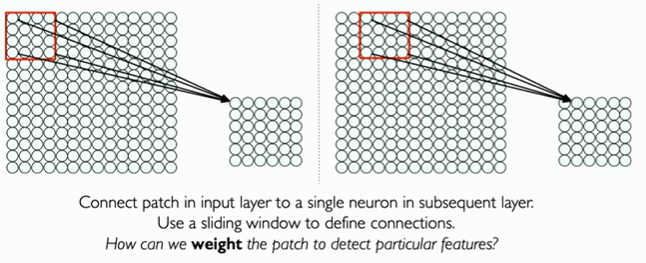 Connect patch in input layer to a single neuron in subsequent layer.
Use a sliding window to define connections.
How can we weight the patch to detect particular features?